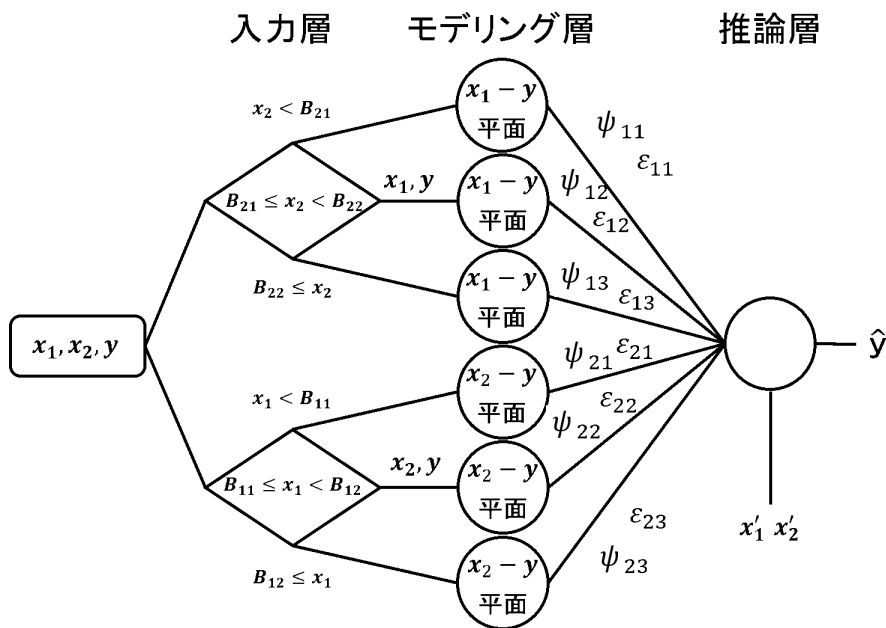 入力層 モデリング層 推論層
x₂ < B₂₁
x₁ − y
平面
ψ₁₁
ε₁₁
B₂₁ ≤ x₂ < B₂₂
x₁, y
x₁ − y
平面
ψ₁₂
ε₁₂
B₂₂ ≤ x₂
x₁ − y
平面
ψ₁₃
ε₁₃
x₁, x₂, y
x₁ < B₁₁
x₂ − y
平面
ψ₂₁
ε₂₁
ŷ
B₁₁ ≤ x₁ < B₁₂
x₂, y
x₂ − y
平面
ψ₂₂
ε₂₂
B₁₂ ≤ x₁
x₂ − y
平面
ε₂₃
ψ₂₃
x′₁ x′₂